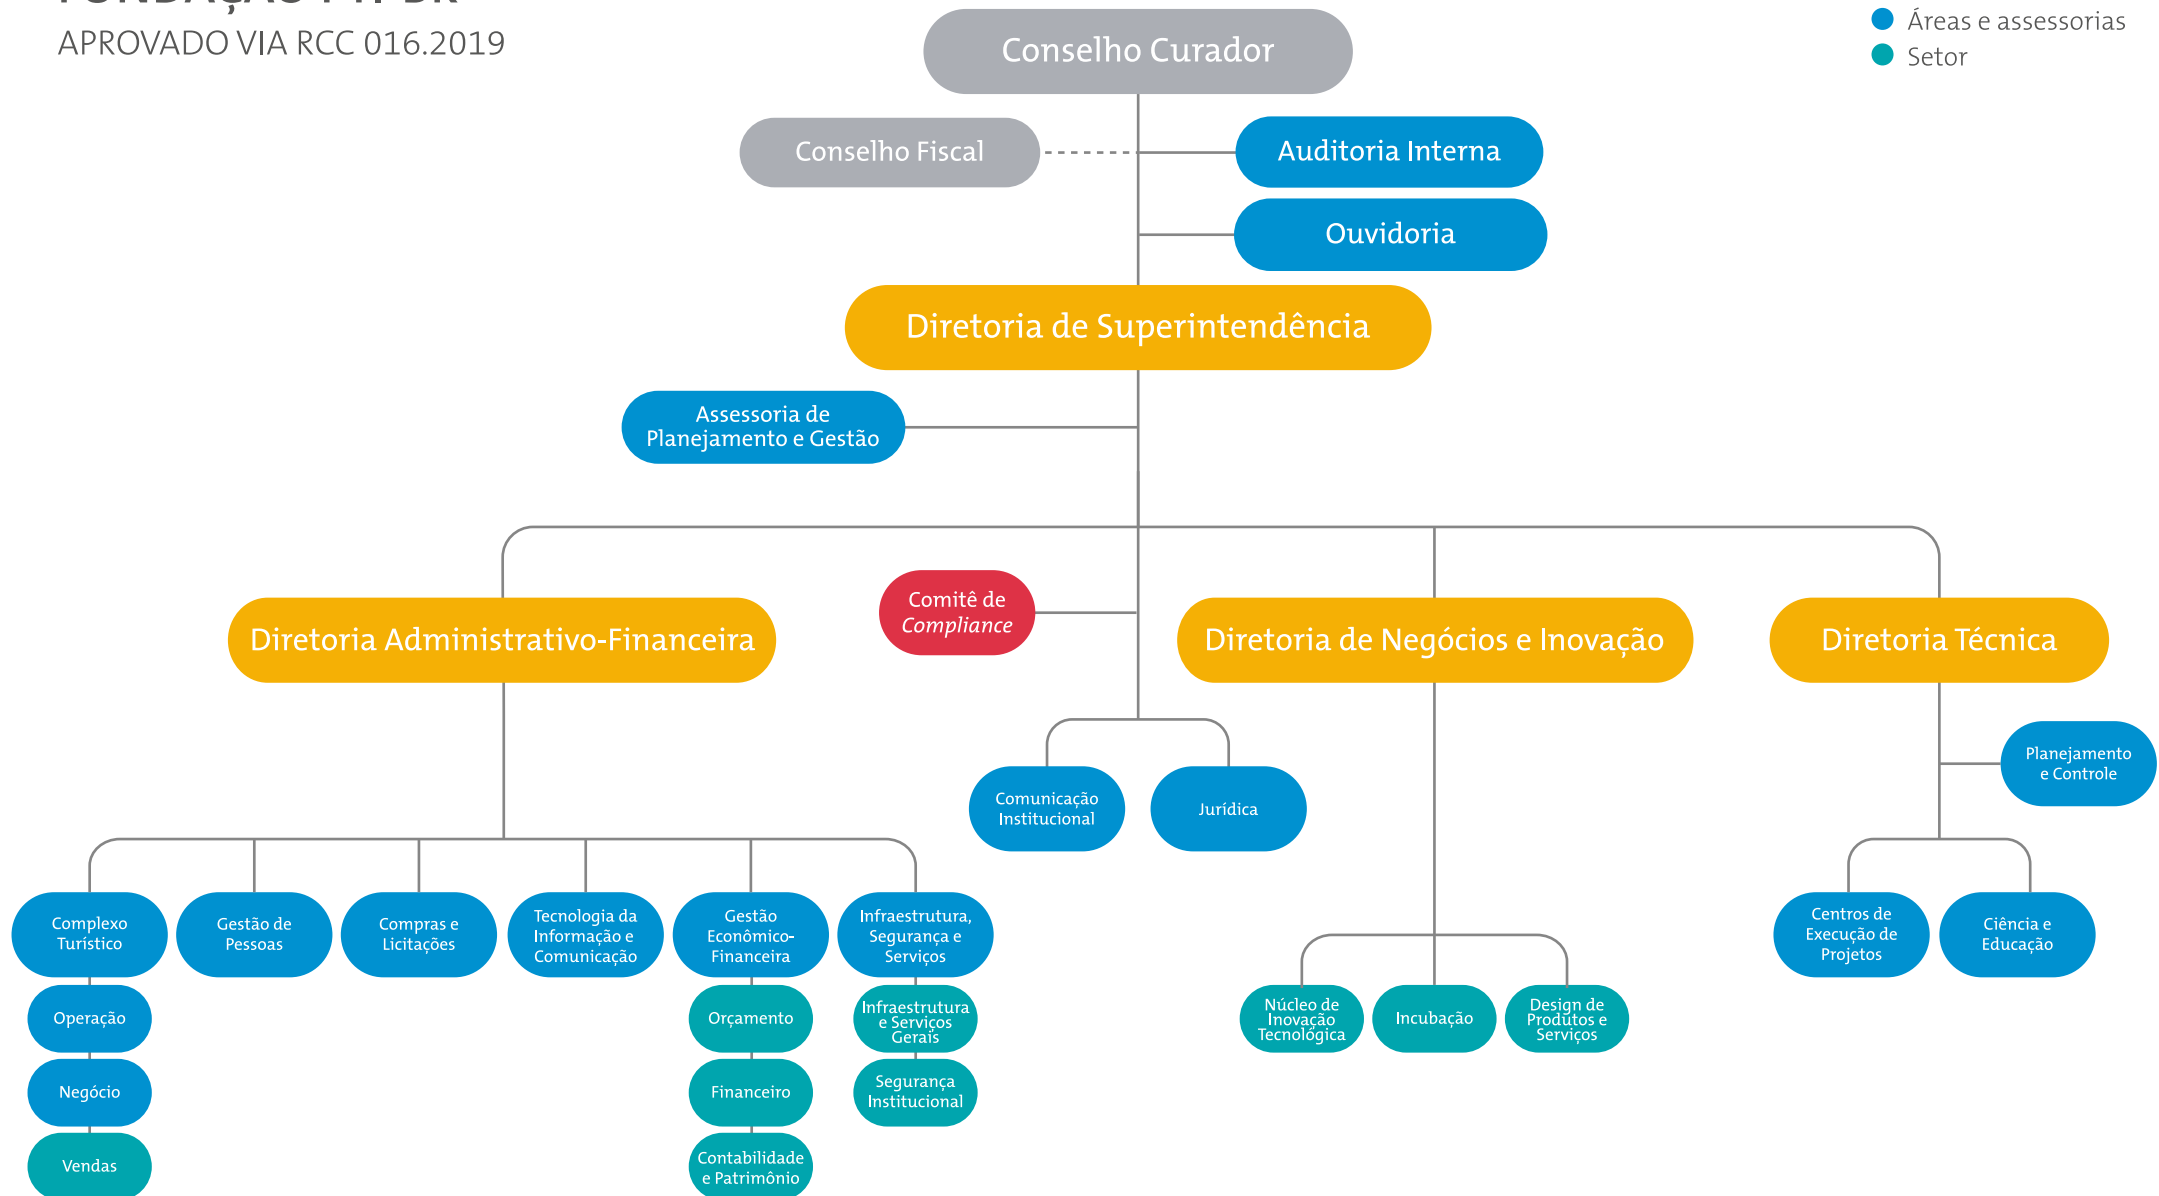 APROVADO VIA RCC 016.2019
Áreas e assessorias
Setor
Conselho Curador
Conselho Fiscal
Auditoria Interna
Ouvidoria
Diretoria de Superintendência
Assessoria de
Planejamento e Gestão
Comitê de
Compliance
Diretoria Administrativo-Financeira
Diretoria de Negócios e Inovação
Diretoria Técnica
Planejamento
e Controle
Comunicação
Institucional
Jurídica
Complexo
Turístico
Gestão de
Pessoas
Compras e
Licitações
Tecnologia da
Informação e
Comunicação
Gestão
Econômico-
Financeira
Infraestrutura,
Segurança e
Serviços
Centros de
Execução de
Projetos
Ciência e
Educação
Operação
Negócio
Vendas
Orçamento
Financeiro
Contabilidade
e Patrimônio
Infraestrutura
e Serviços
Gerais
Segurança
Institucional
Núcleo de
Inovação
Tecnológica
Incubação
Design de
Produtos e
Serviços